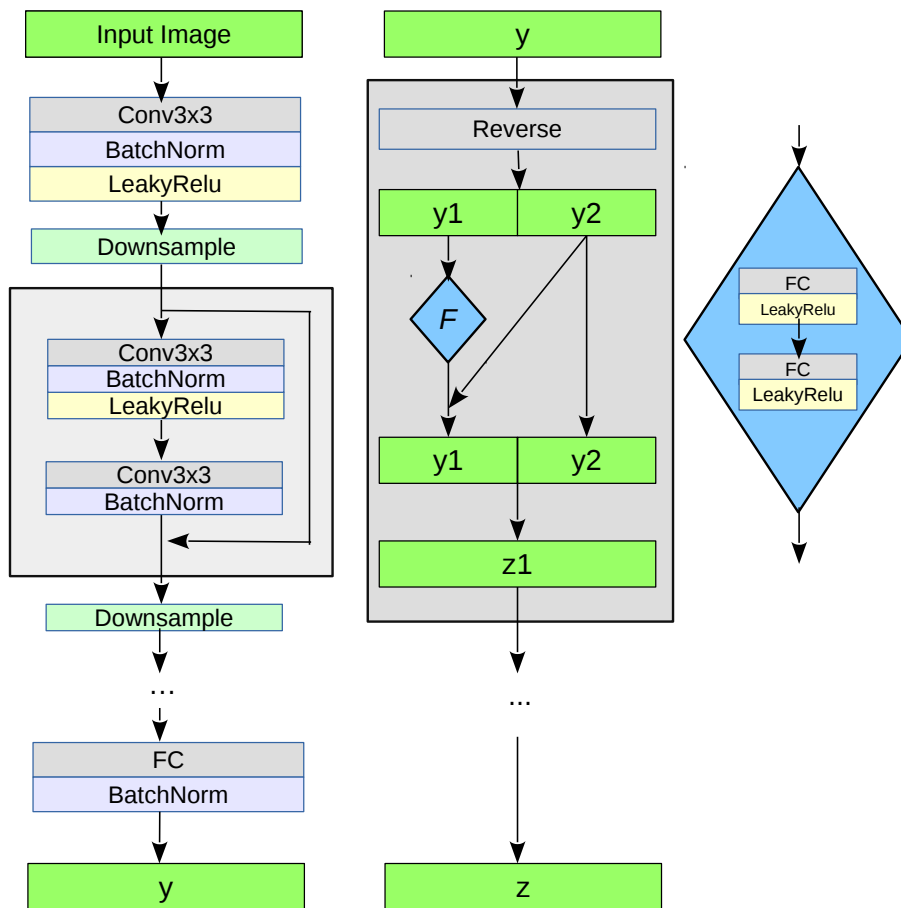 Input Image
Conv3x3
BatchNorm
LeakyRelu
Downsample
Conv3x3
BatchNorm
LeakyRelu
Conv3x3
BatchNorm
Downsample
...
FC
BatchNorm
y
y
Reverse
y1
y2
F
y1
y2
z1
...
z
FC
LeakyRelu
FC
LeakyRelu